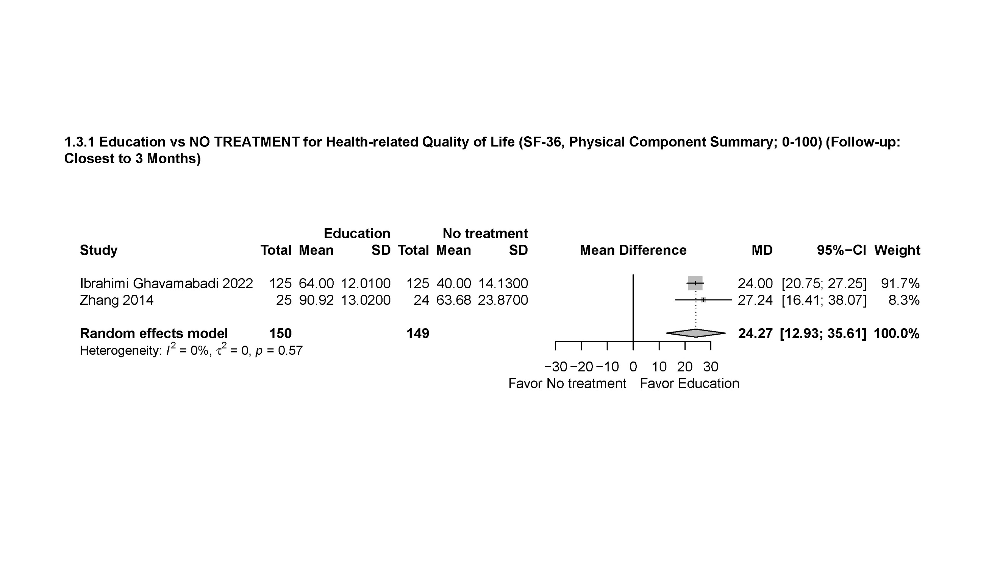 1.3.1 Education vs NO TREATMENT for Health-related Quality of Life (SF-36, Physical Component Summary; 0-100) (Follow-up:
Closest to 3 Months)
Education No treatment
Study Total Mean SD Total Mean SD Mean Difference MD 95%−CI Weight
Ibrahimi Ghavamabadi 2022 125 64.00 12.0100 125 40.00 14.1300 24.00 [20.75; 27.25] 91.7%
Zhang 2014 25 90.92 13.0200 24 63.68 23.8700 27.24 [16.41; 38.07] 8.3%
Random effects model 150 149 24.27 [12.93; 35.61] 100.0%
Heterogeneity: I² = 0%, τ² = 0, p = 0.57
−30 −20 −10 0 10 20 30
Favor No treatment Favor Education